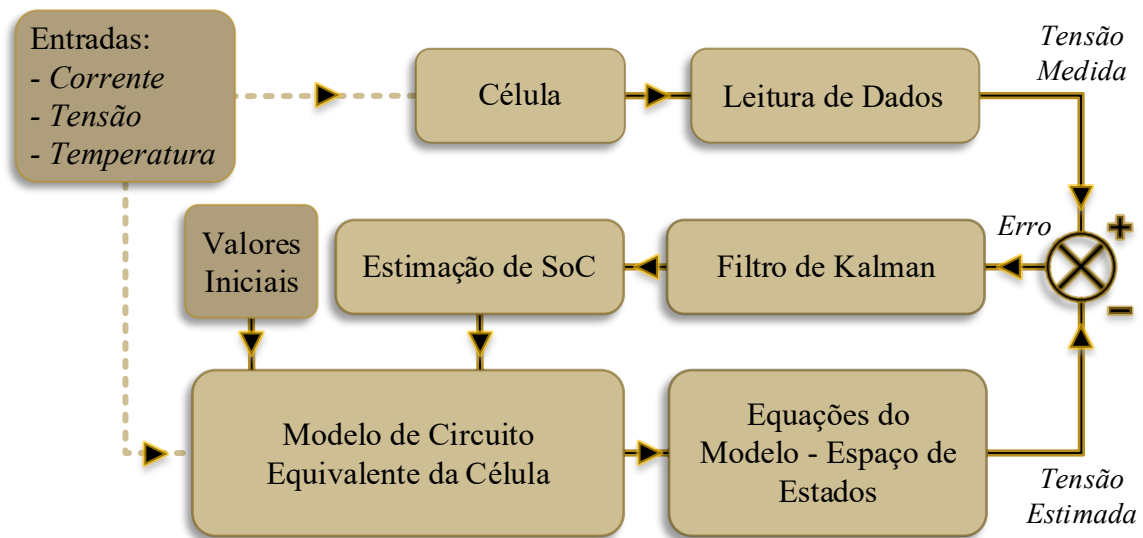 Entradas:
- Corrente
- Tensão
- Temperatura
Célula
Leitura de Dados
Tensão
Medida
Valores
Iniciais
Estimação de SoC
Filtro de Kalman
Erro
+
-
Modelo de Circuito
Equivalente da Célula
Equações do
Modelo - Espaço de
Estados
Tensão
Estimada